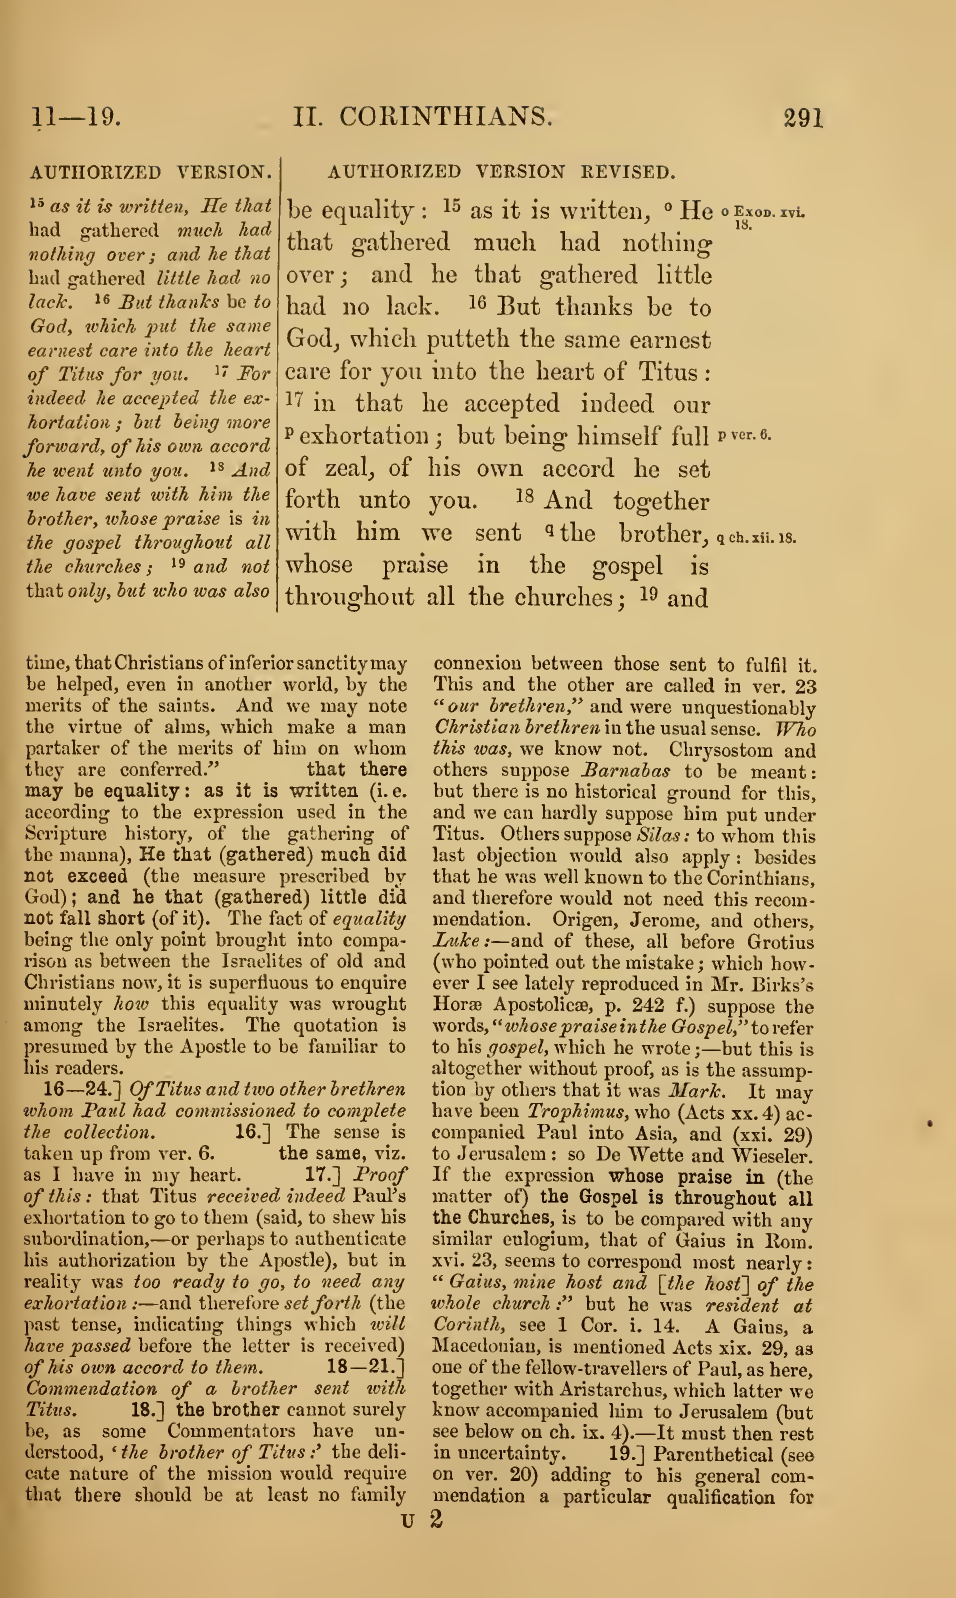 11—19.
II. CORINTHIANS.
291
AUTHORIZED VERSION.
15 as it is written, He that
had gathered much had
nothing over; and he that
had gathered little had no
lack. 16 But thanks be to
God, which put the same
earnest care into the heart
of Titus for you. 17 For
indeed he accepted the ex-
hortation; but being more
forward, of his own accord
he went unto you. 18 And
we have sent with him the
brother, whose praise is in
the gospel throughout all
the churches; 19 and not
that only, but who was also
AUTHORIZED VERSION REVISED.
be equality: 15 as it is written, o He
that gathered much had nothing
over; and he that gathered little
had no lack. 16 But thanks be to
God, which putteth the same earnest
care for you into the heart of Titus:
17 in that he accepted indeed our
p exhortation; but being himself full
of zeal, of his own accord he set
forth unto you. 18 And together
with him we sent q the brother,
whose praise in the gospel is
throughout all the churches; 19 and
o Exod. xvi.
18.
p ver. 6.
q ch. xii. 18.
time, that Christians of inferior sanctity may
be helped, even in another world, by the
merits of the saints. And we may note
the virtue of alms, which make a man
partaker of the merits of him on whom
they are conferred.” that there
may be equality: as it is written (i. e.
according to the expression used in the
Scripture history, of the gathering of
the manna), He that (gathered) much did
not exceed (the measure prescribed by
God); and he that (gathered) little did
not fall short (of it). The fact of equality
being the only point brought into compa-
rison as between the Israelites of old and
Christians now, it is superfluous to enquire
minutely how this equality was wrought
among the Israelites. The quotation is
presumed by the Apostle to be familiar to
his readers.
16—24.] Of Titus and two other brethren
whom Paul had commissioned to complete
the collection. 16.] The sense is
taken up from ver. 6. the same, viz.
as I have in my heart. 17.] Proof
of this: that Titus received indeed Paul's
exhortation to go to them (said, to shew his
subordination,—or perhaps to authenticate
his authorization by the Apostle), but in
reality was too ready to go, to need any
exhortation:—and therefore set forth (the
past tense, indicating things which will
have passed before the letter is received)
of his own accord to them. 18—21.]
Commendation of a brother sent with
Titus. 18.] the brother cannot surely
be, as some Commentators have un-
derstood, ‘the brother of Titus:’ the deli-
cate nature of the mission would require
that there should be at least no family
connexion between those sent to fulfil it.
This and the other are called in ver. 23
“our brethren,” and were unquestionably
Christian brethren in the usual sense. Who
this was, we know not. Chrysostom and
others suppose Barnabas to be meant:
but there is no historical ground for this,
and we can hardly suppose him put under
Titus. Others suppose Silas: to whom this
last objection would also apply: besides
that he was well known to the Corinthians,
and therefore would not need this recom-
mendation. Origen, Jerome, and others,
Luke:—and of these, all before Grotius
(who pointed out the mistake; which how-
ever I see lately reproduced in Mr. Birks's
Horæ Apostolicæ, p. 242 f.) suppose the
words, “whose praise in the Gospel,” to refer
to his gospel, which he wrote;—but this is
altogether without proof, as is the assump-
tion by others that it was Mark. It may
have been Trophimus, who (Acts xx. 4) ac-
companied Paul into Asia, and (xxi. 29)
to Jerusalem: so De Wette and Wieseler.
If the expression whose praise in (the
matter of) the Gospel is throughout all
the Churches, is to be compared with any
similar eulogium, that of Gaius in Rom.
xvi. 23, seems to correspond most nearly:
“Gaius, mine host and [the host] of the
whole church:” but he was resident at
Corinth, see 1 Cor. i. 14. A Gaius, a
Macedonian, is mentioned Acts xix. 29, as
one of the fellow-travellers of Paul, as here,
together with Aristarchus, which latter we
know accompanied him to Jerusalem (but
see below on ch. ix. 4).—It must then rest
in uncertainty. 19.] Parenthetical (see
on ver. 20) adding to his general com-
mendation a particular qualification for
U 2